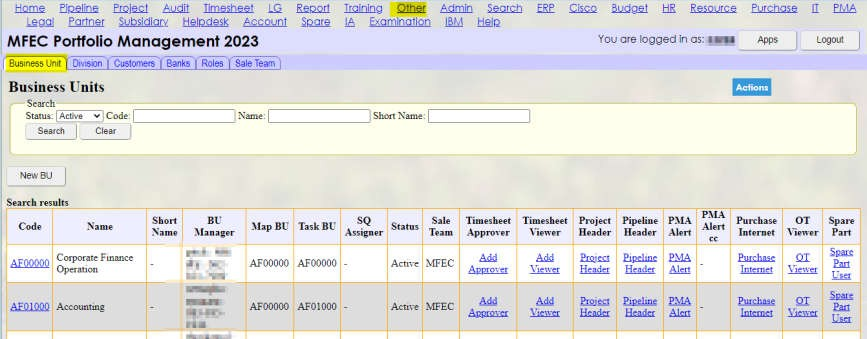 Home Pipeline Project Audit Timesheet LG Report Training Other Admin Search ERP Cisco Budget HR Resource Purchase IT PMA
Legal Partner Subsidiary Helpdesk Account Spare IA Examination IBM Help
MFEC Portfolio Management 2023
You are logged in as:
Apps
Logout
Business Unit Division Customers Banks Roles Sale Team
Business Units
Actions
Search
Status: Active Code: Name: Short Name:
Search Clear
New BU
Search results
Code Name Short Name BU Manager Map BU Task BU SQ Assigner Status Sale Team Timesheet Approver Timesheet Viewer Project Header Pipeline Header PMA Alert PMA Alert cc Purchase Internet OT Viewer Spare Part
AF00000 Corporate Finance Operation - AF00000 AF00000 - Active MFEC Add Approver Add Viewer Project Header Pipeline Header PMA Alert - Purchase Internet OT Viewer Spare Part User
AF01000 Accounting - AF00000 AF01000 - Active MFEC Add Approver Add Viewer Project Header Pipeline Header PMA Alert - Purchase Internet OT Viewer Spare Part User